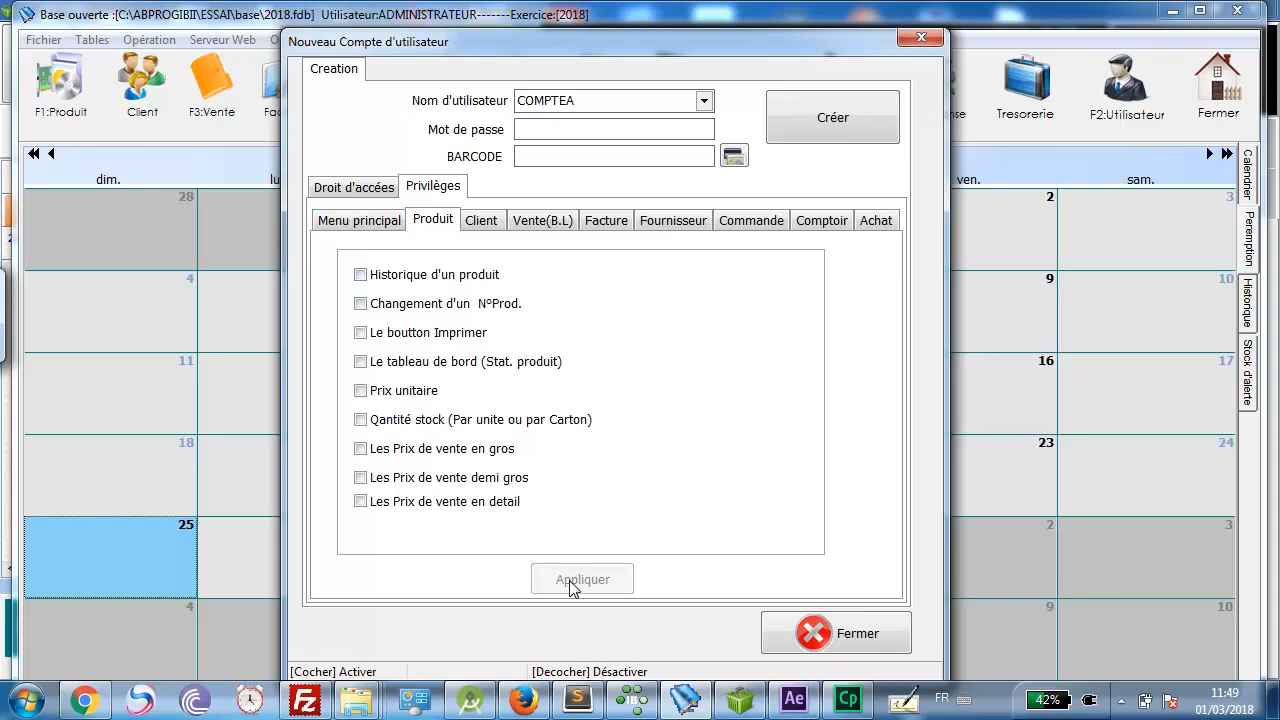 Base ouverte :[C:\ABPROGIBII\ESSAI\base\2018.fdb] Utilisateur:ADMINISTRATEUR-------Exercice:[2018]
Fichier Tables Opération Serveur Web
Nouveau Compte d'utilisateur
Creation
Nom d'utilisateur COMPTEA
Mot de passe
BARCODE
Créer
F1:Produit Client F3:Vente
Tresorerie F2:Utilisateur Fermer
Droit d'accées Privilèges
Menu principal Produit Client Vente(B.L) Facture Fournisseur Commande Comptoir Achat
Historique d'un produit
Changement d'un N°Prod.
Le boutton Imprimer
Le tableau de bord (Stat. produit)
Prix unitaire
Qantité stock (Par unite ou par Carton)
Les Prix de vente en gros
Les Prix de vente demi gros
Les Prix de vente en detail
Appliquer
Fermer
[Cocher] Activer [Decocher] Désactiver
dim. ven. sam.
28 2 3
4 9 10
11 16 17
18 23 24
25 2 3
4 9 10
Calendrier
Peremption
Historique
Stock d'alerte
Ae Cp FR 42%
11:49
01/03/2018